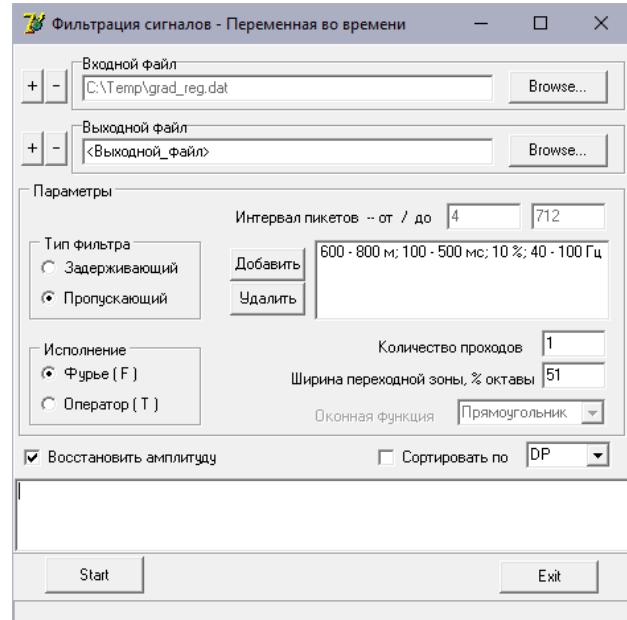 Фильтрация сигналов - Переменная во времени
Входной файл
+ - C:\Temp\grad_reg.dat Browse...
Выходной файл
+ - <Выходной_файл> Browse...
Параметры
Интервал пикетов -- от / до 4 712
Тип фильтра
Задерживающий
Пропускающий
Добавить
Удалить
600 - 800 м; 100 - 500 мс; 10 %; 40 - 100 Гц
Исполнение
Фурье ( F )
Оператор ( T )
Количество проходов 1
Ширина переходной зоны, % октавы 51
Оконная функция Прямоугольник
Восстановить амплитуду
Сортировать по DP
Start Exit